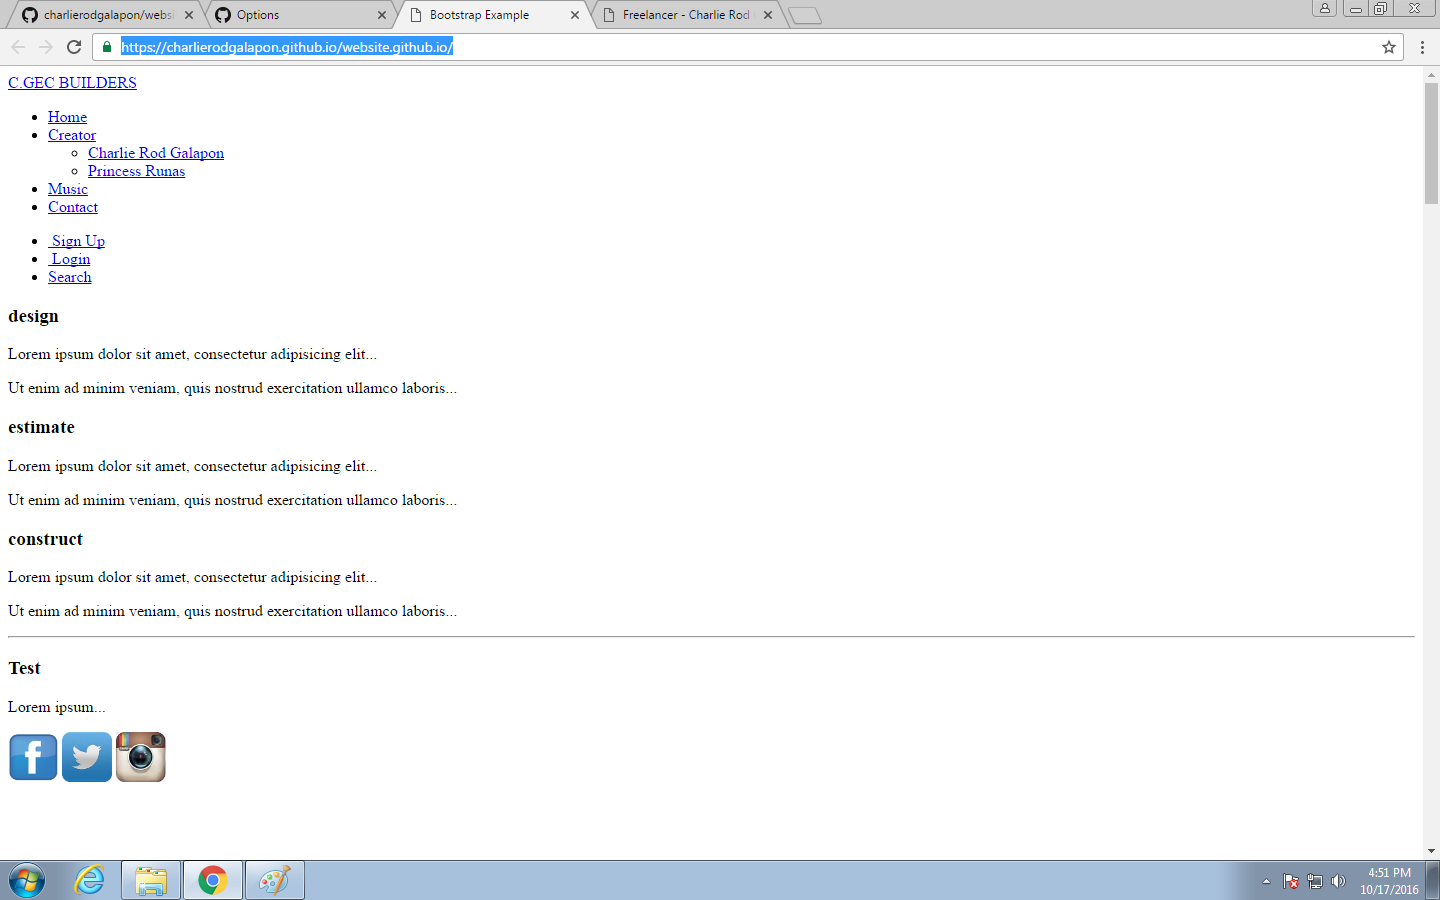 charlierodgalapon/websi
Options
Bootstrap Example
Freelancer - Charlie Rod
https://charlierodgalapon.github.io/website.github.io/
C.GEC BUILDERS
Home
Creator
Charlie Rod Galapon
Princess Runas
Music
Contact
Sign Up
Login
Search
design
Lorem ipsum dolor sit amet, consectetur adipisicing elit...
Ut enim ad minim veniam, quis nostrud exercitation ullamco laboris...
estimate
Lorem ipsum dolor sit amet, consectetur adipisicing elit...
Ut enim ad minim veniam, quis nostrud exercitation ullamco laboris...
construct
Lorem ipsum dolor sit amet, consectetur adipisicing elit...
Ut enim ad minim veniam, quis nostrud exercitation ullamco laboris...
Test
Lorem ipsum...
4:51 PM
10/17/2016